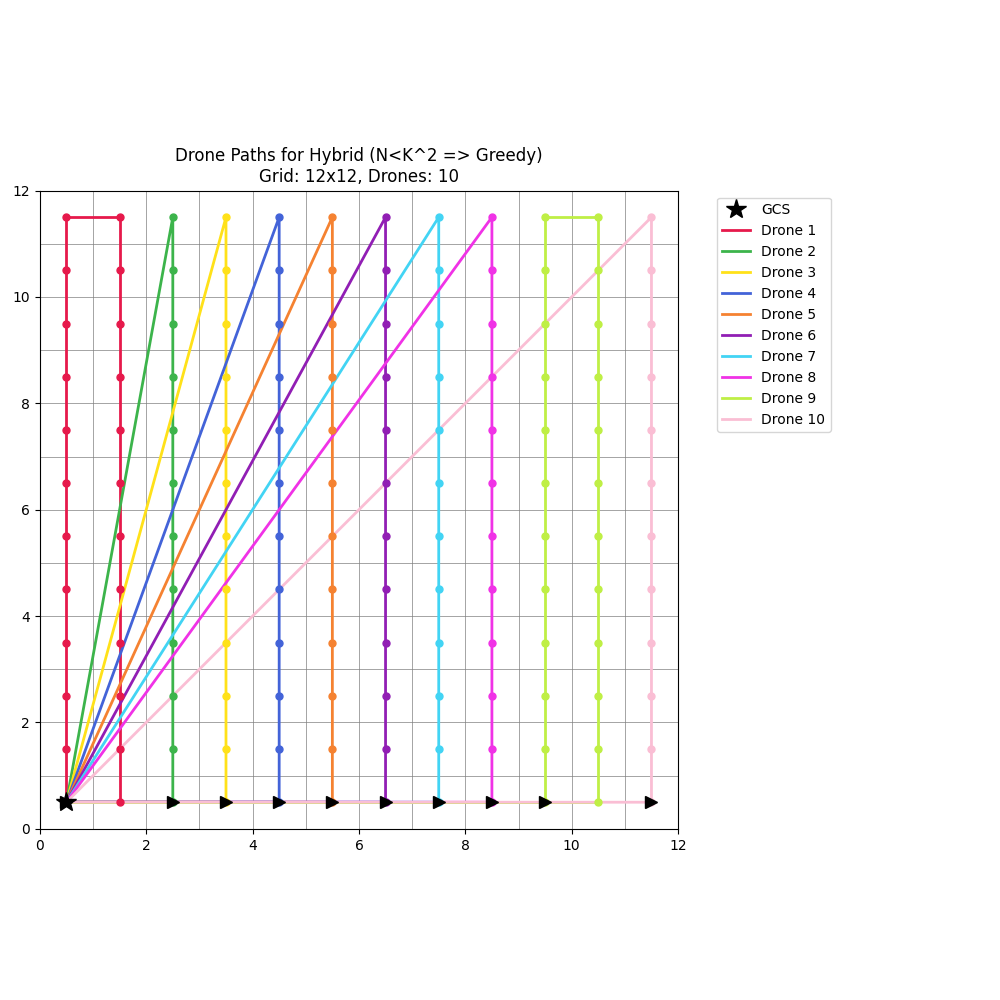 Drone Paths for Hybrid (N<K^2 => Greedy)
Grid: 12x12, Drones: 10
12
10
8
6
4
2
0
0 2 4 6 8 10 12
GCS
Drone 1
Drone 2
Drone 3
Drone 4
Drone 5
Drone 6
Drone 7
Drone 8
Drone 9
Drone 10